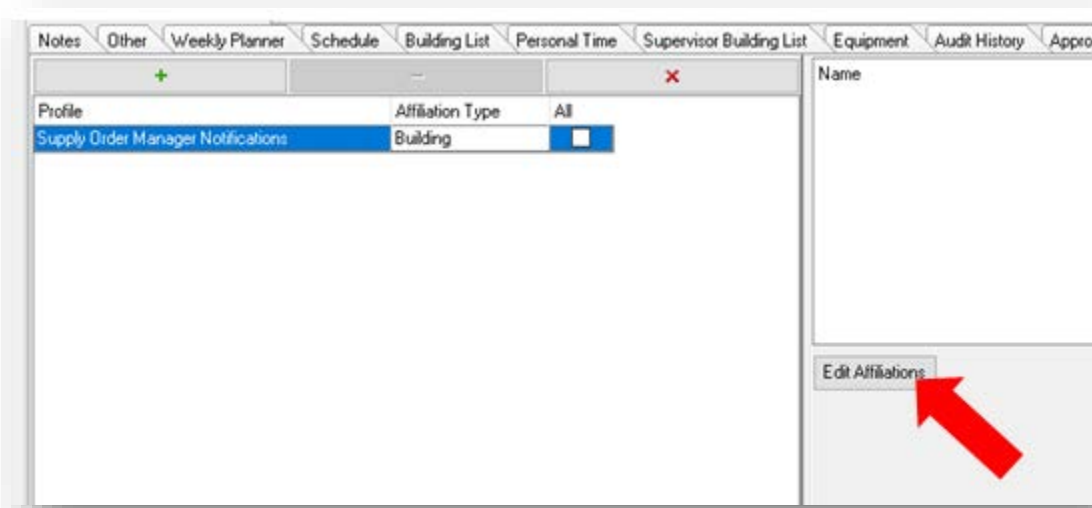 Notes Other Weekly Planner Schedule Building List Personal Time Supervisor Building List Equipment Audit History Appro
Name
Profile Affiliation Type All
Supply Order Manager Notifications Building
Edit Affiliations